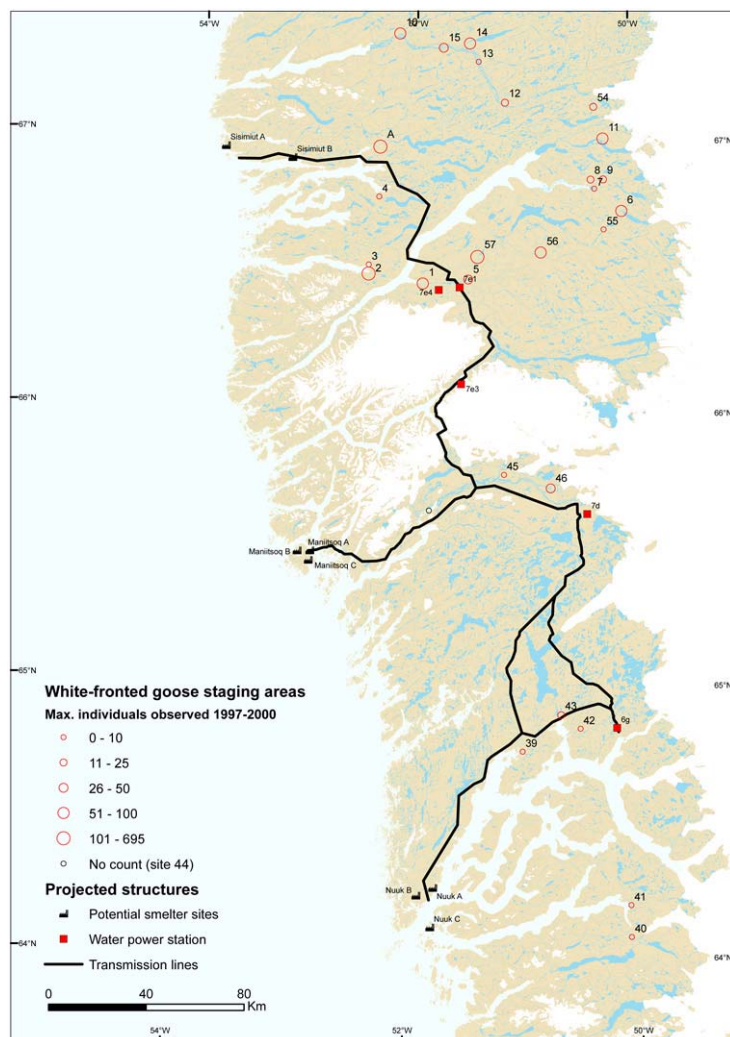 54°W
52°W
50°W
14
15
13
12
54
67°N
67°N
11
Sisimiut A
Sisimiut B
A
8
9
7
4
6
55
57
56
3
2
1
5
7e4
7e1
66°N
66°N
7e3
45
46
7d
Maniitsoq A
Maniitsoq B
Maniitsoq C
65°N
65°N
43
42
6g
39
Nuuk B
Nuuk A
Nuuk C
41
40
64°N
64°N
White-fronted goose staging areas
Max. individuals observed 1997-2000
0 - 10
11 - 25
26 - 50
51 - 100
101 - 695
No count (site 44)
Projected structures
Potential smelter sites
Water power station
Transmission lines
0 40 80
Km
54°W
52°W
50°W